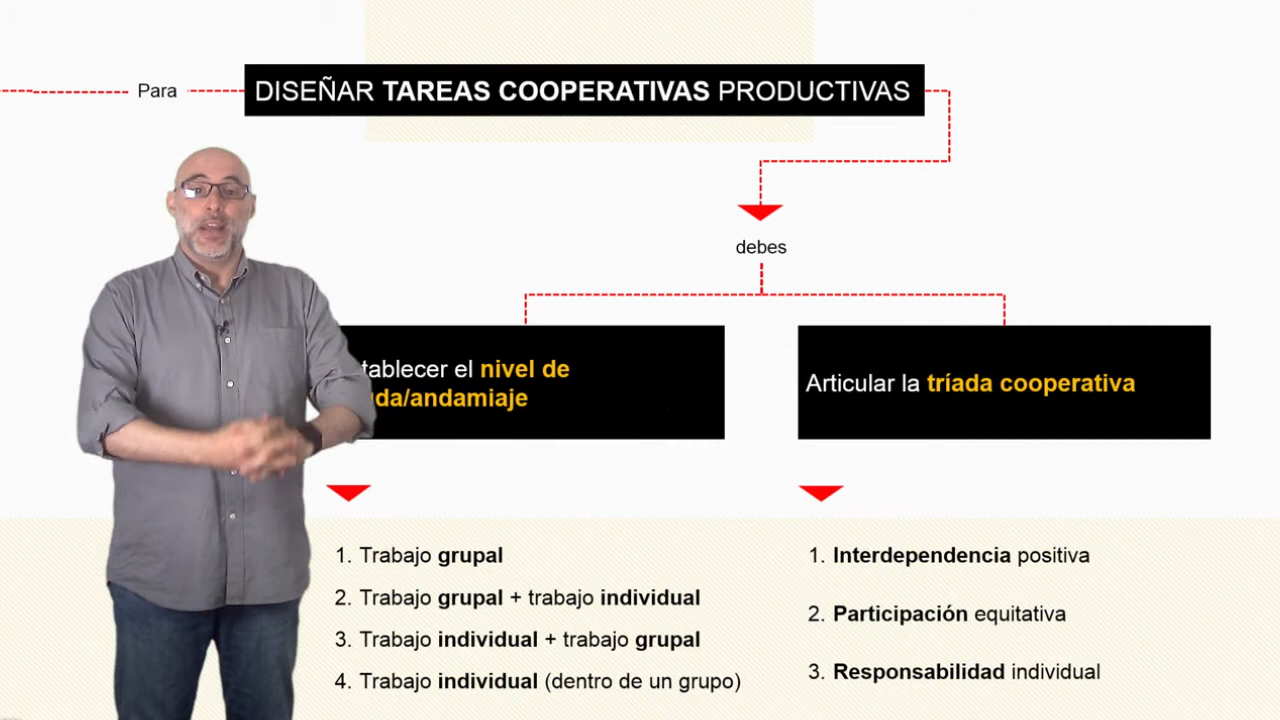 Para
DISEÑAR TAREAS COOPERATIVAS PRODUCTIVAS
debes
tablecer el nivel de
da/andamiaje
Articular la tríada cooperativa
1. Trabajo grupal
2. Trabajo grupal + trabajo individual
3. Trabajo individual + trabajo grupal
4. Trabajo individual (dentro de un grupo)
1. Interdependencia positiva
2. Participación equitativa
3. Responsabilidad individual